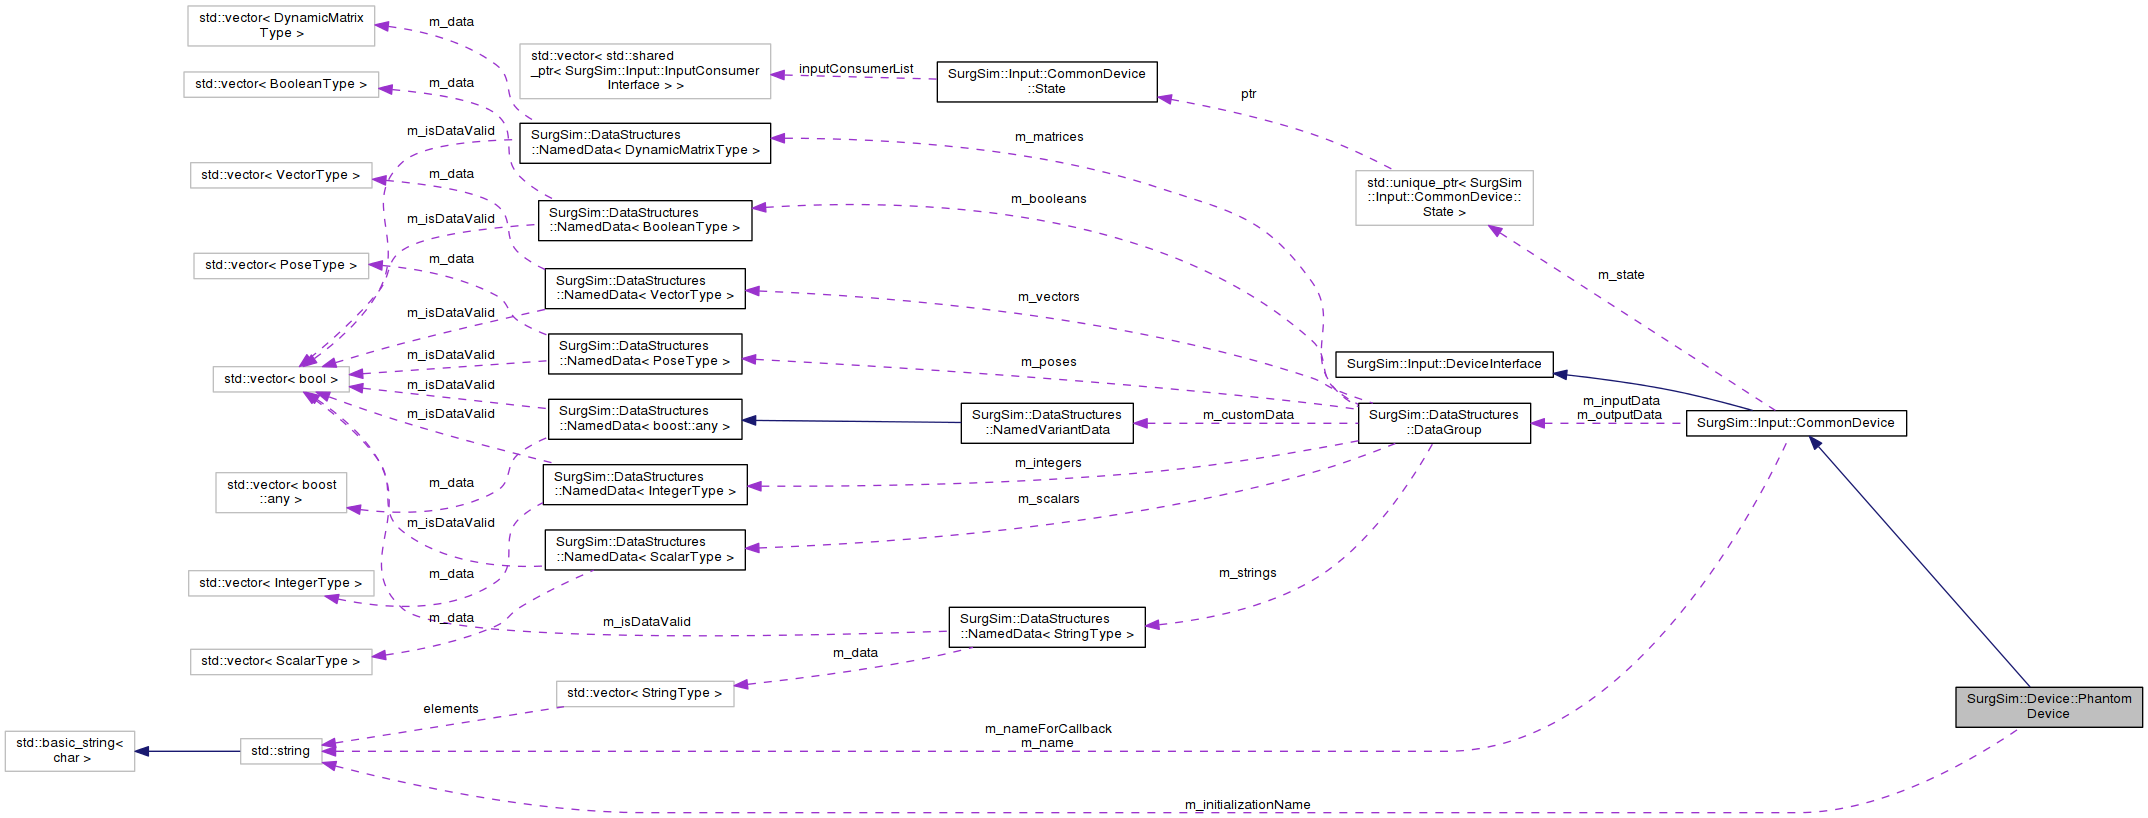 std::vector< DynamicMatrix
Type >
m_data
std::vector< std::shared
_ptr< SurgSim::Input::InputConsumer
Interface > >
inputConsumerList
SurgSim::Input::CommonDevice
::State
std::vector< BooleanType >
m_data
ptr
m_isDataValid
SurgSim::DataStructures
::NamedData< DynamicMatrixType >
m_matrices
std::vector< VectorType >
m_data
std::unique_ptr< SurgSim
::Input::CommonDevice::
State >
m_isDataValid
SurgSim::DataStructures
::NamedData< BooleanType >
m_booleans
std::vector< PoseType >
m_data
m_state
SurgSim::DataStructures
::NamedData< VectorType >
m_vectors
m_isDataValid
m_isDataValid
SurgSim::DataStructures
::NamedData< PoseType >
m_poses
SurgSim::Input::DeviceInterface
std::vector< bool >
m_isDataValid
SurgSim::DataStructures
::NamedData< boost::any >
SurgSim::DataStructures
::NamedVariantData
m_customData
SurgSim::DataStructures
::DataGroup
m_inputData
m_outputData
SurgSim::Input::CommonDevice
m_isDataValid
std::vector< boost
::any >
m_data
SurgSim::DataStructures
::NamedData< IntegerType >
m_integers
m_scalars
m_isDataValid
SurgSim::DataStructures
::NamedData< ScalarType >
std::vector< IntegerType >
m_data
m_strings
m_data
m_isDataValid
SurgSim::DataStructures
::NamedData< StringType >
std::vector< ScalarType >
m_data
std::vector< StringType >
elements
SurgSim::Device::Phantom
Device
std::basic_string<
char >
std::string
m_nameForCallback
m_name
m_initializationName